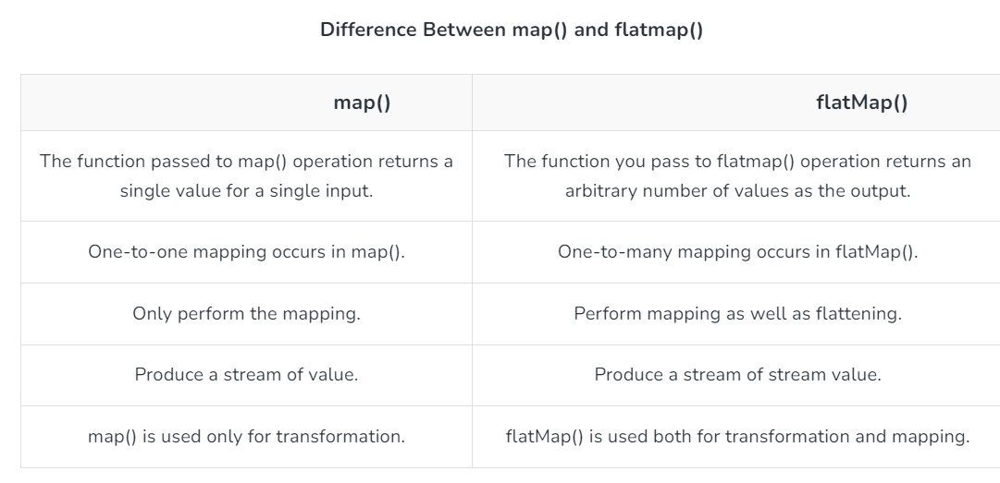 Difference Between map() and flatmap()
map()
flatMap()
The function passed to map() operation returns a
single value for a single input.
The function you pass to flatmap() operation returns an
arbitrary number of values as the output.
One-to-one mapping occurs in map().
One-to-many mapping occurs in flatMap().
Only perform the mapping.
Perform mapping as well as flattening.
Produce a stream of value.
Produce a stream of stream value.
map() is used only for transformation.
flatMap() is used both for transformation and mapping.